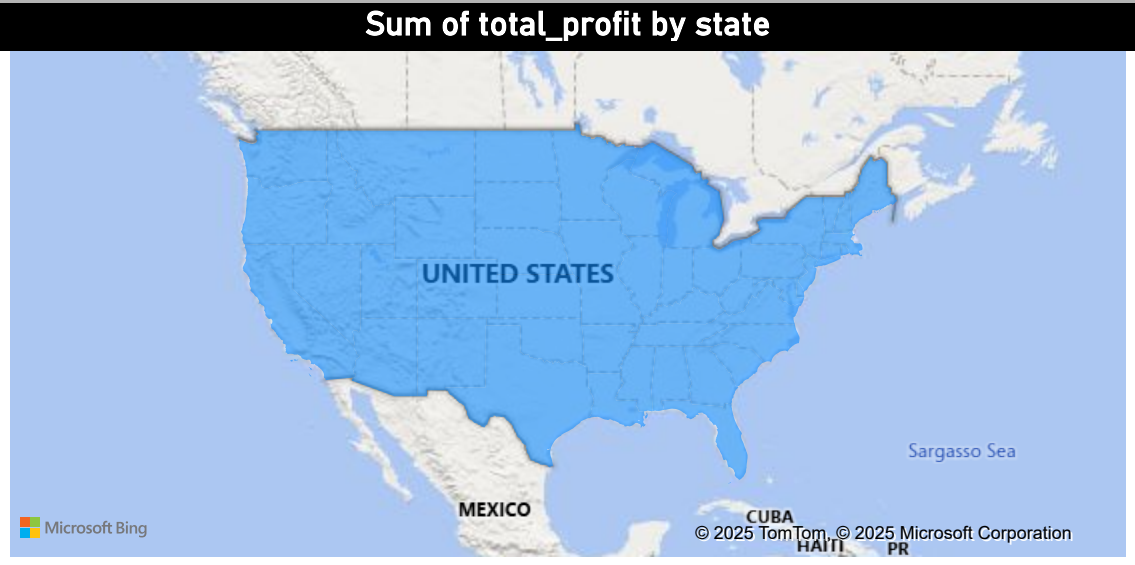 Sum of total_profit by state
UNITED STATES
Sargasso Sea
MEXICO
CUBA
Microsoft Bing
© 2025 TomTom, © 2025 Microsoft Corporation
HAITI
PR